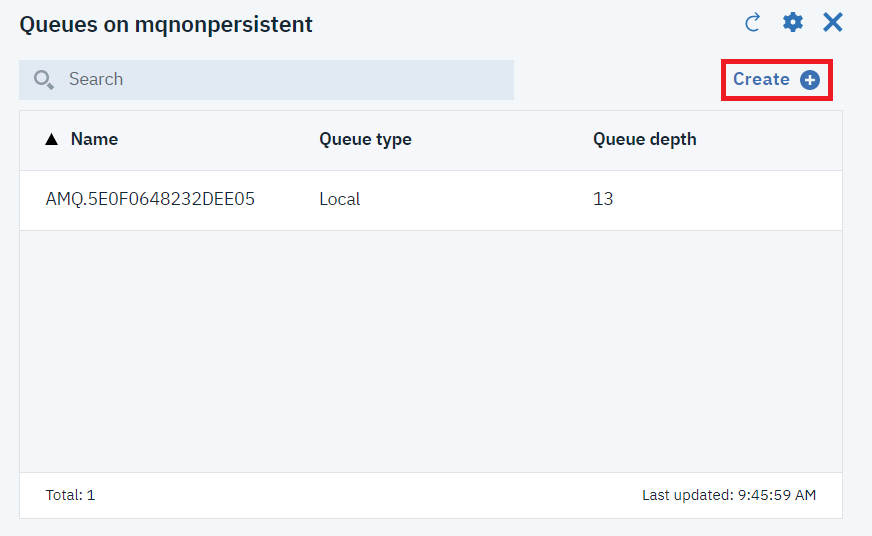 Queues on mqnonpersistent
Search
Create
Name Queue type Queue depth
AMQ.5E0F0648232DEE05 Local 13
Total: 1 Last updated: 9:45:59 AM